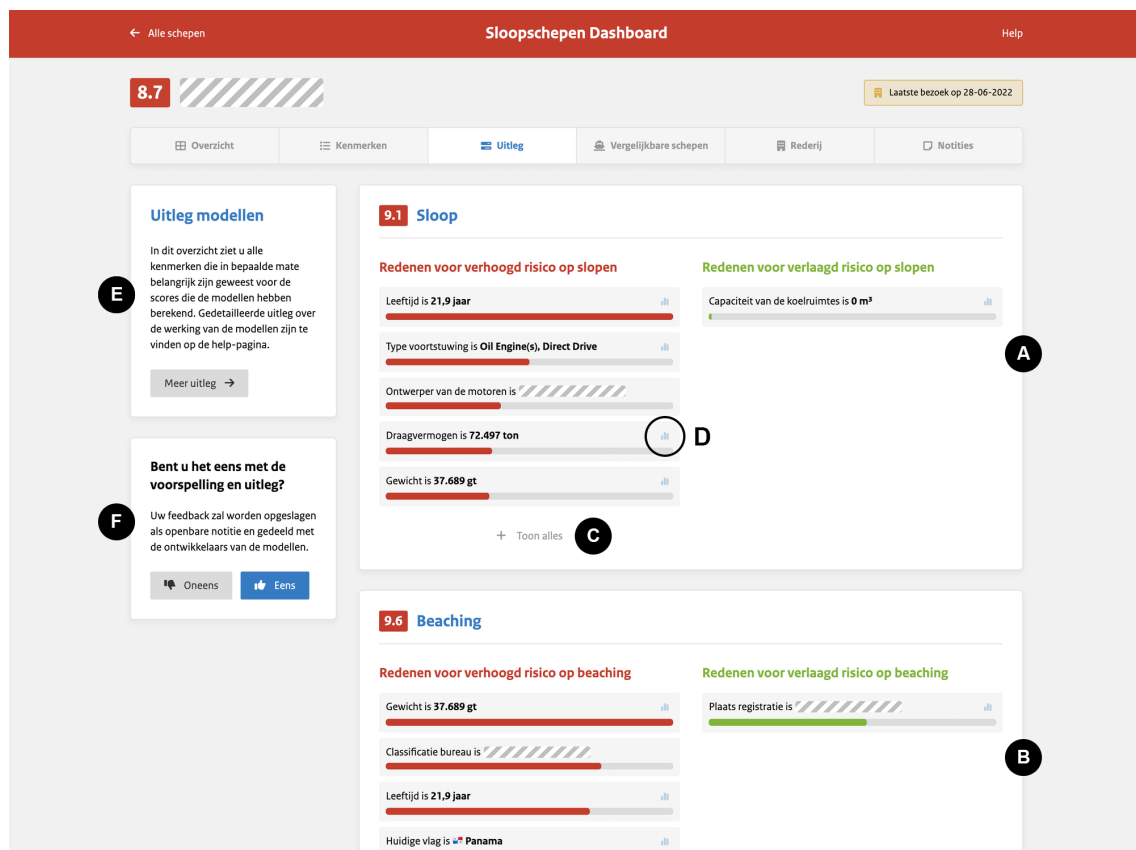 Alle schepen
Sloopschepen Dashboard
Help
8.7
Laatste bezoek op 28-06-2022
Overzicht
Kenmerken
Uitleg
Vergelijkbare schepen
Rederij
Notities
Uitleg modellen
In dit overzicht ziet u alle
kenmerken die in bepaalde mate
belangrijk zijn geweest voor de
scores die de modellen hebben
berekend. Gedetailleerde uitleg over
de werking van de modellen zijn te
vinden op de help-pagina.
Meer uitleg
E
Bent u het eens met de
voorspelling en uitleg?
Uw feedback zal worden opgeslagen
als openbare notitie en gedeeld met
de ontwikkelaars van de modellen.
Oneens
Eens
F
9.1 Sloop
Redenen voor verhoogd risico op slopen
Leeftijd is 21,9 jaar
Type voortstuwing is Oil Engine(s), Direct Drive
Ontwerper van de motoren is
Draagvermogen is 72.497 ton
D
Gewicht is 37.689 gt
Toon alles
C
Redenen voor verlaagd risico op slopen
Capaciteit van de koelruimtes is 0 m³
A
9.6 Beaching
Redenen voor verhoogd risico op beaching
Gewicht is 37.689 gt
Classificatie bureau is
Leeftijd is 21,9 jaar
Huidige vlag is Panama
Redenen voor verlaagd risico op beaching
Plaats registratie is
B